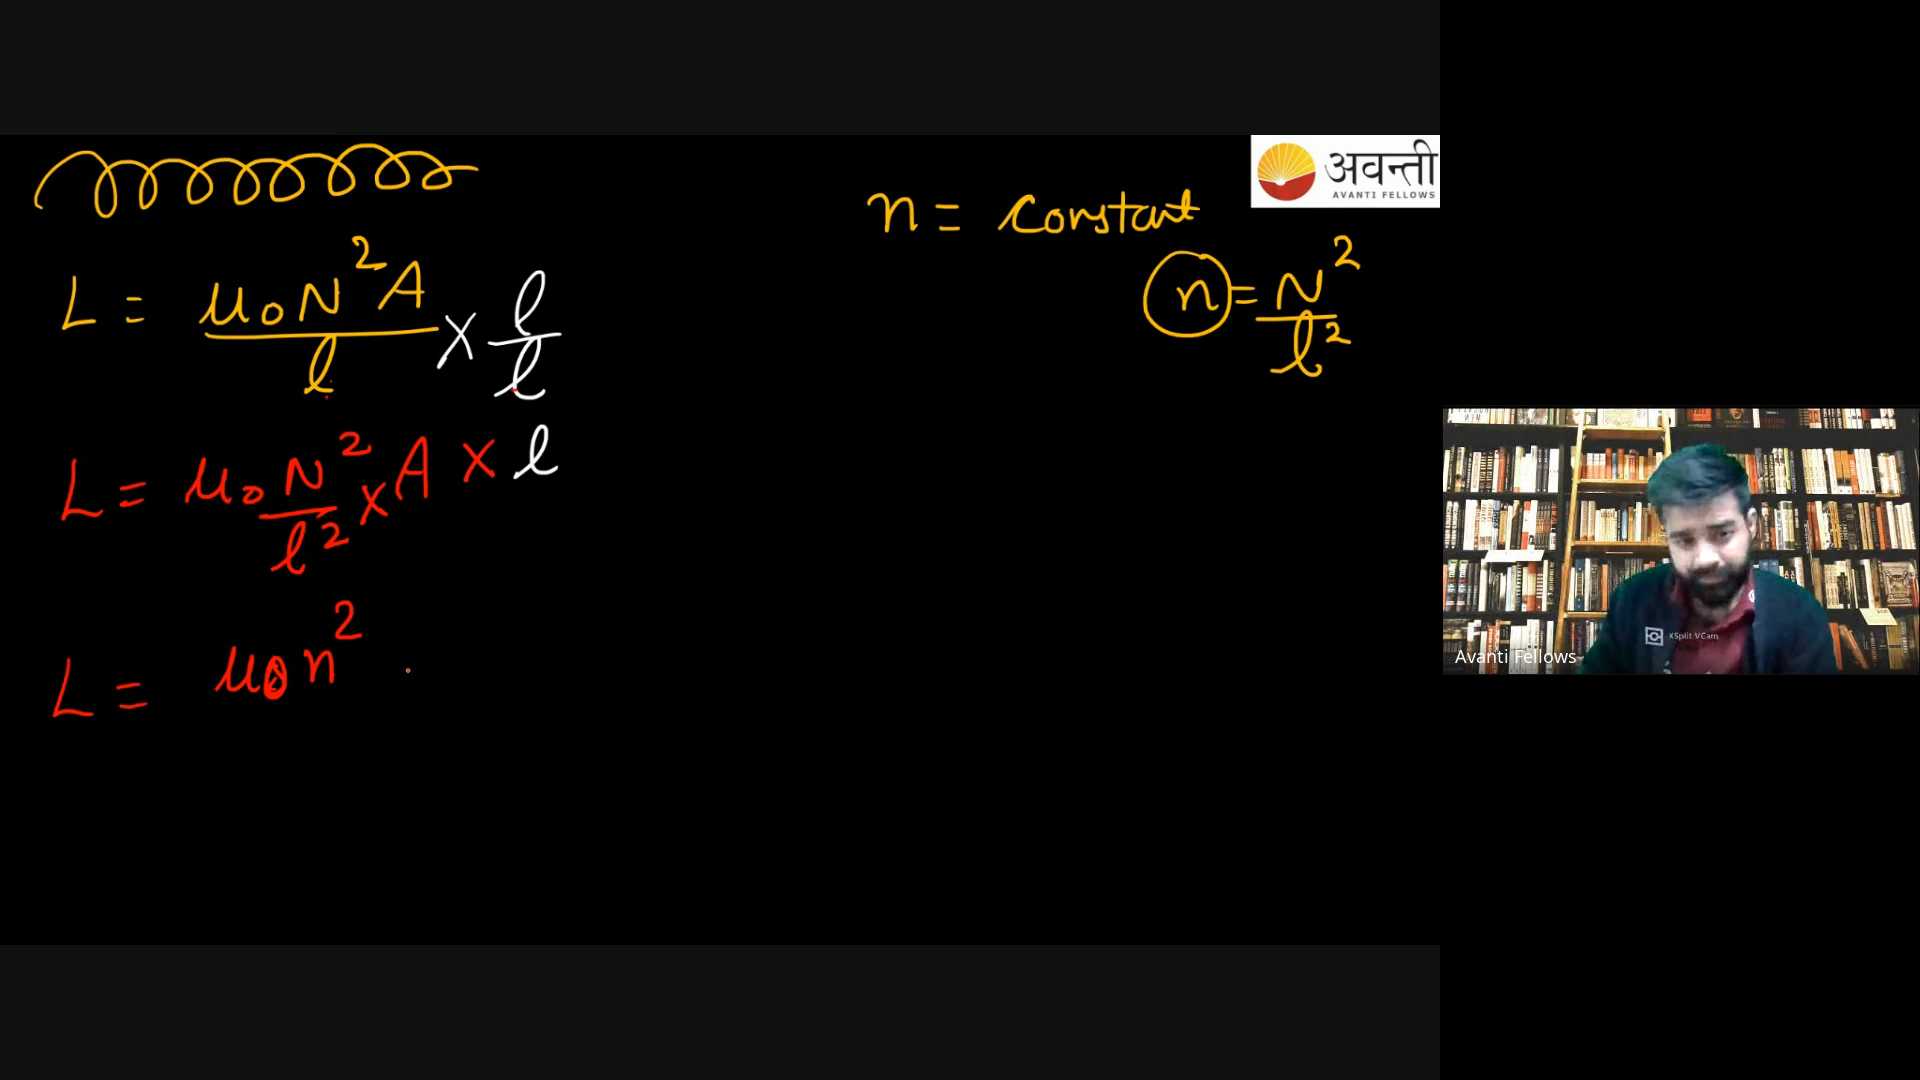 अवन्ती
AVANTI FELLOWS
n = constant
n = N²/l²
L = μ₀N²A/l × l/l
L = μ₀N²/l² × A × l
L = μ₀n²
XSplit VCam
Avanti Fellows